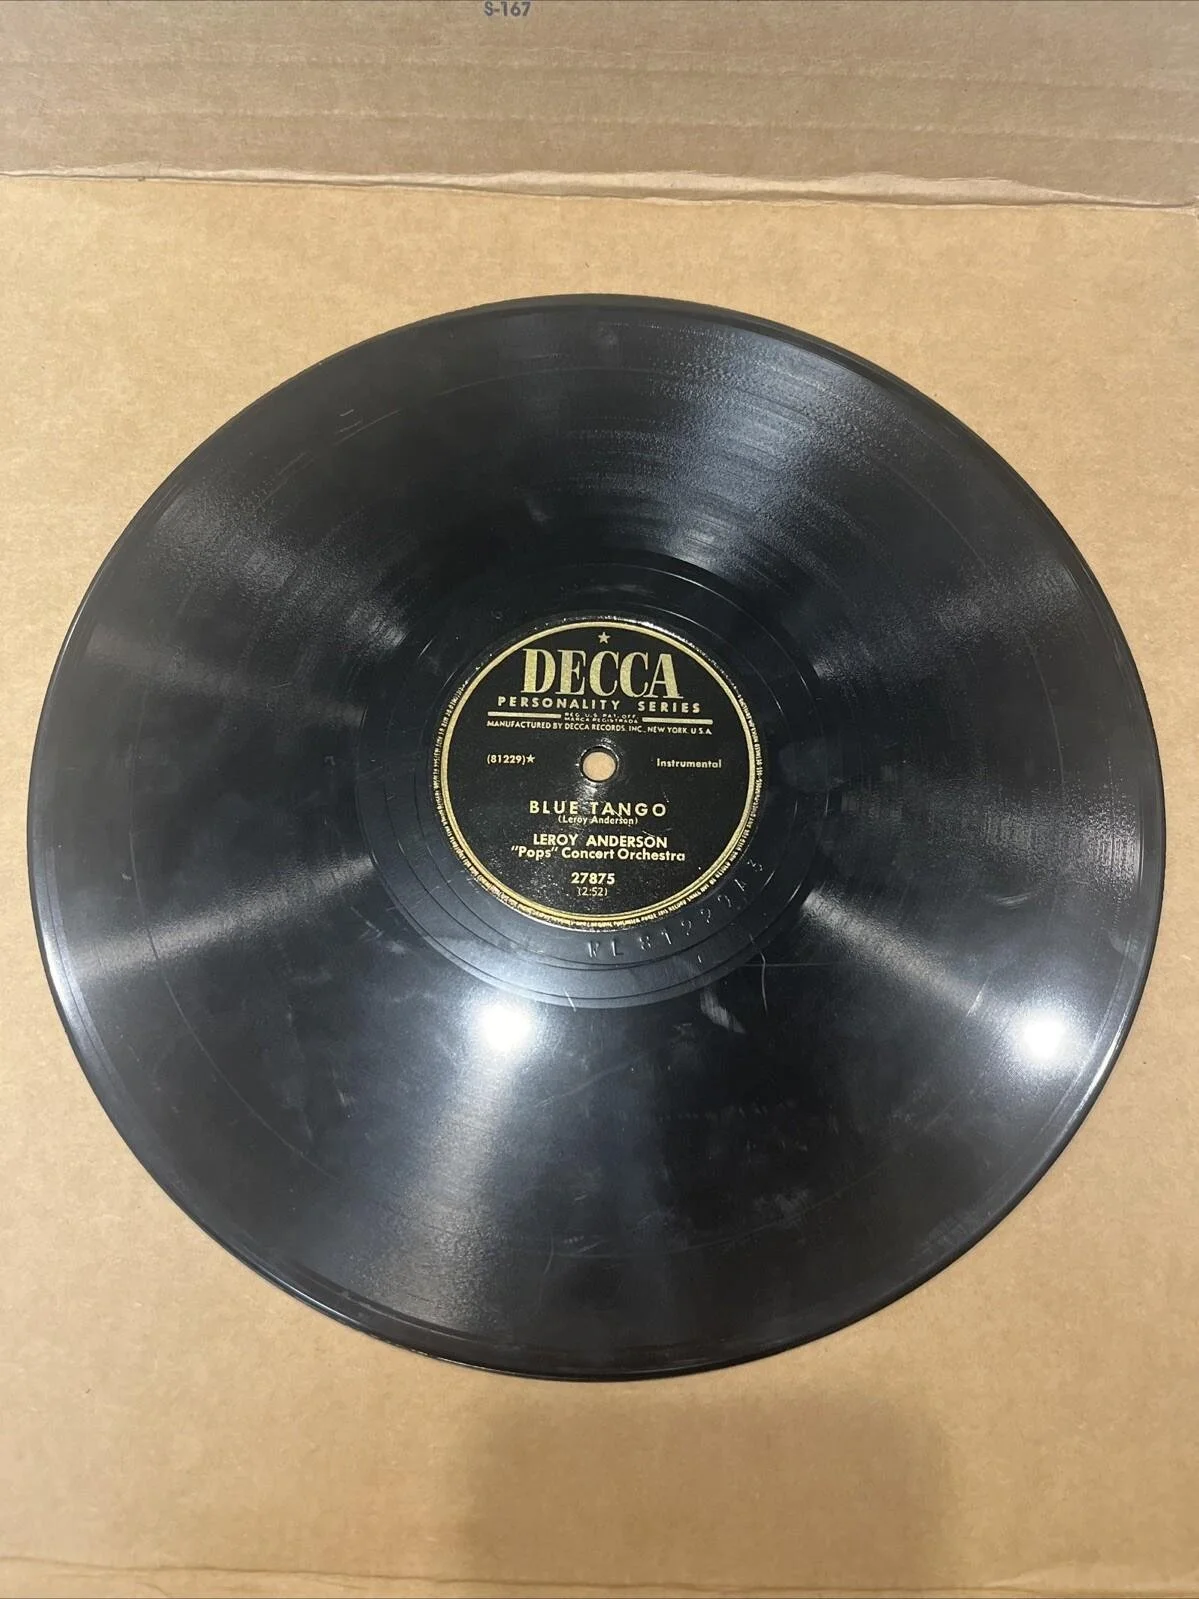 S-167
DECCA
PERSONALITY SERIES
REG. U.S. PAT. OFF.
MARCA REGISTRADA
MANUFACTURED BY DECCA RECORDS, INC., NEW YORK, U.S.A.
(81229)★
Instrumental
BLUE TANGO
(Leroy Anderson)
LEROY ANDERSON
"Pops" Concert Orchestra
27875
(2:52)